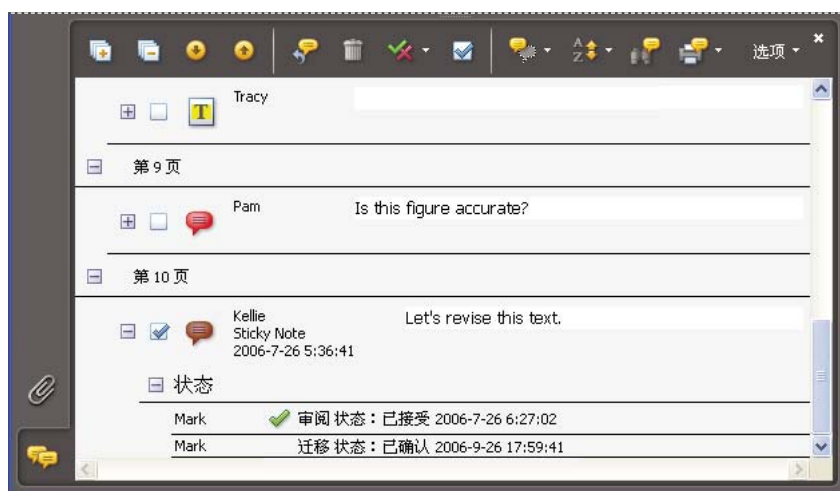 选项
Tracy
第 9 页
Pam Is this figure accurate?
第 10 页
Kellie Let's revise this text.
Sticky Note
2006-7-26 5:36:41
状态
Mark 审阅 状态：已接受 2006-7-26 6:27:02
Mark 迁移 状态：已确认 2006-9-26 17:59:41